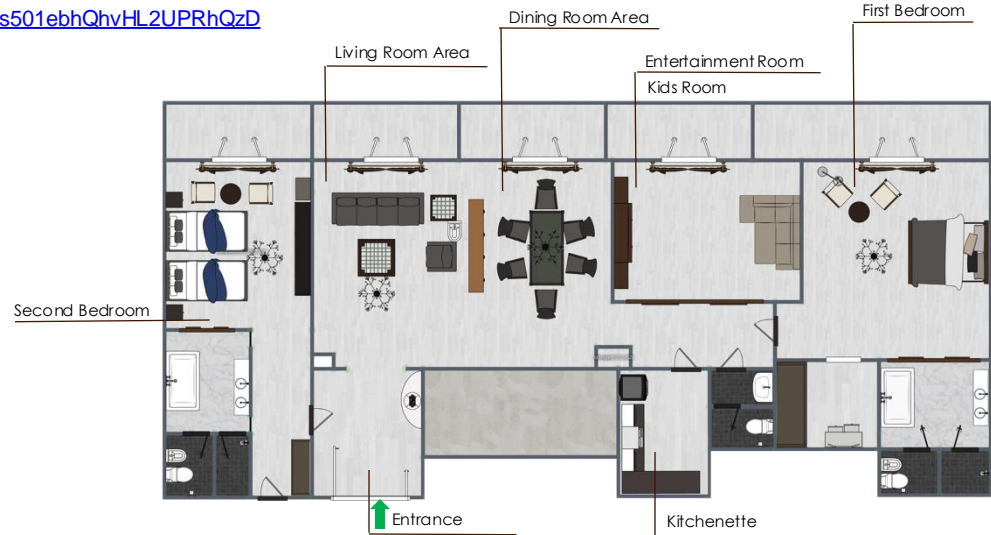 s501ebhQhvHL2UPRhQzD
Dining Room Area
First Bedroom
Living Room Area
Entertainment Room
Kids Room
Second Bedroom
Entrance
Kitchenette